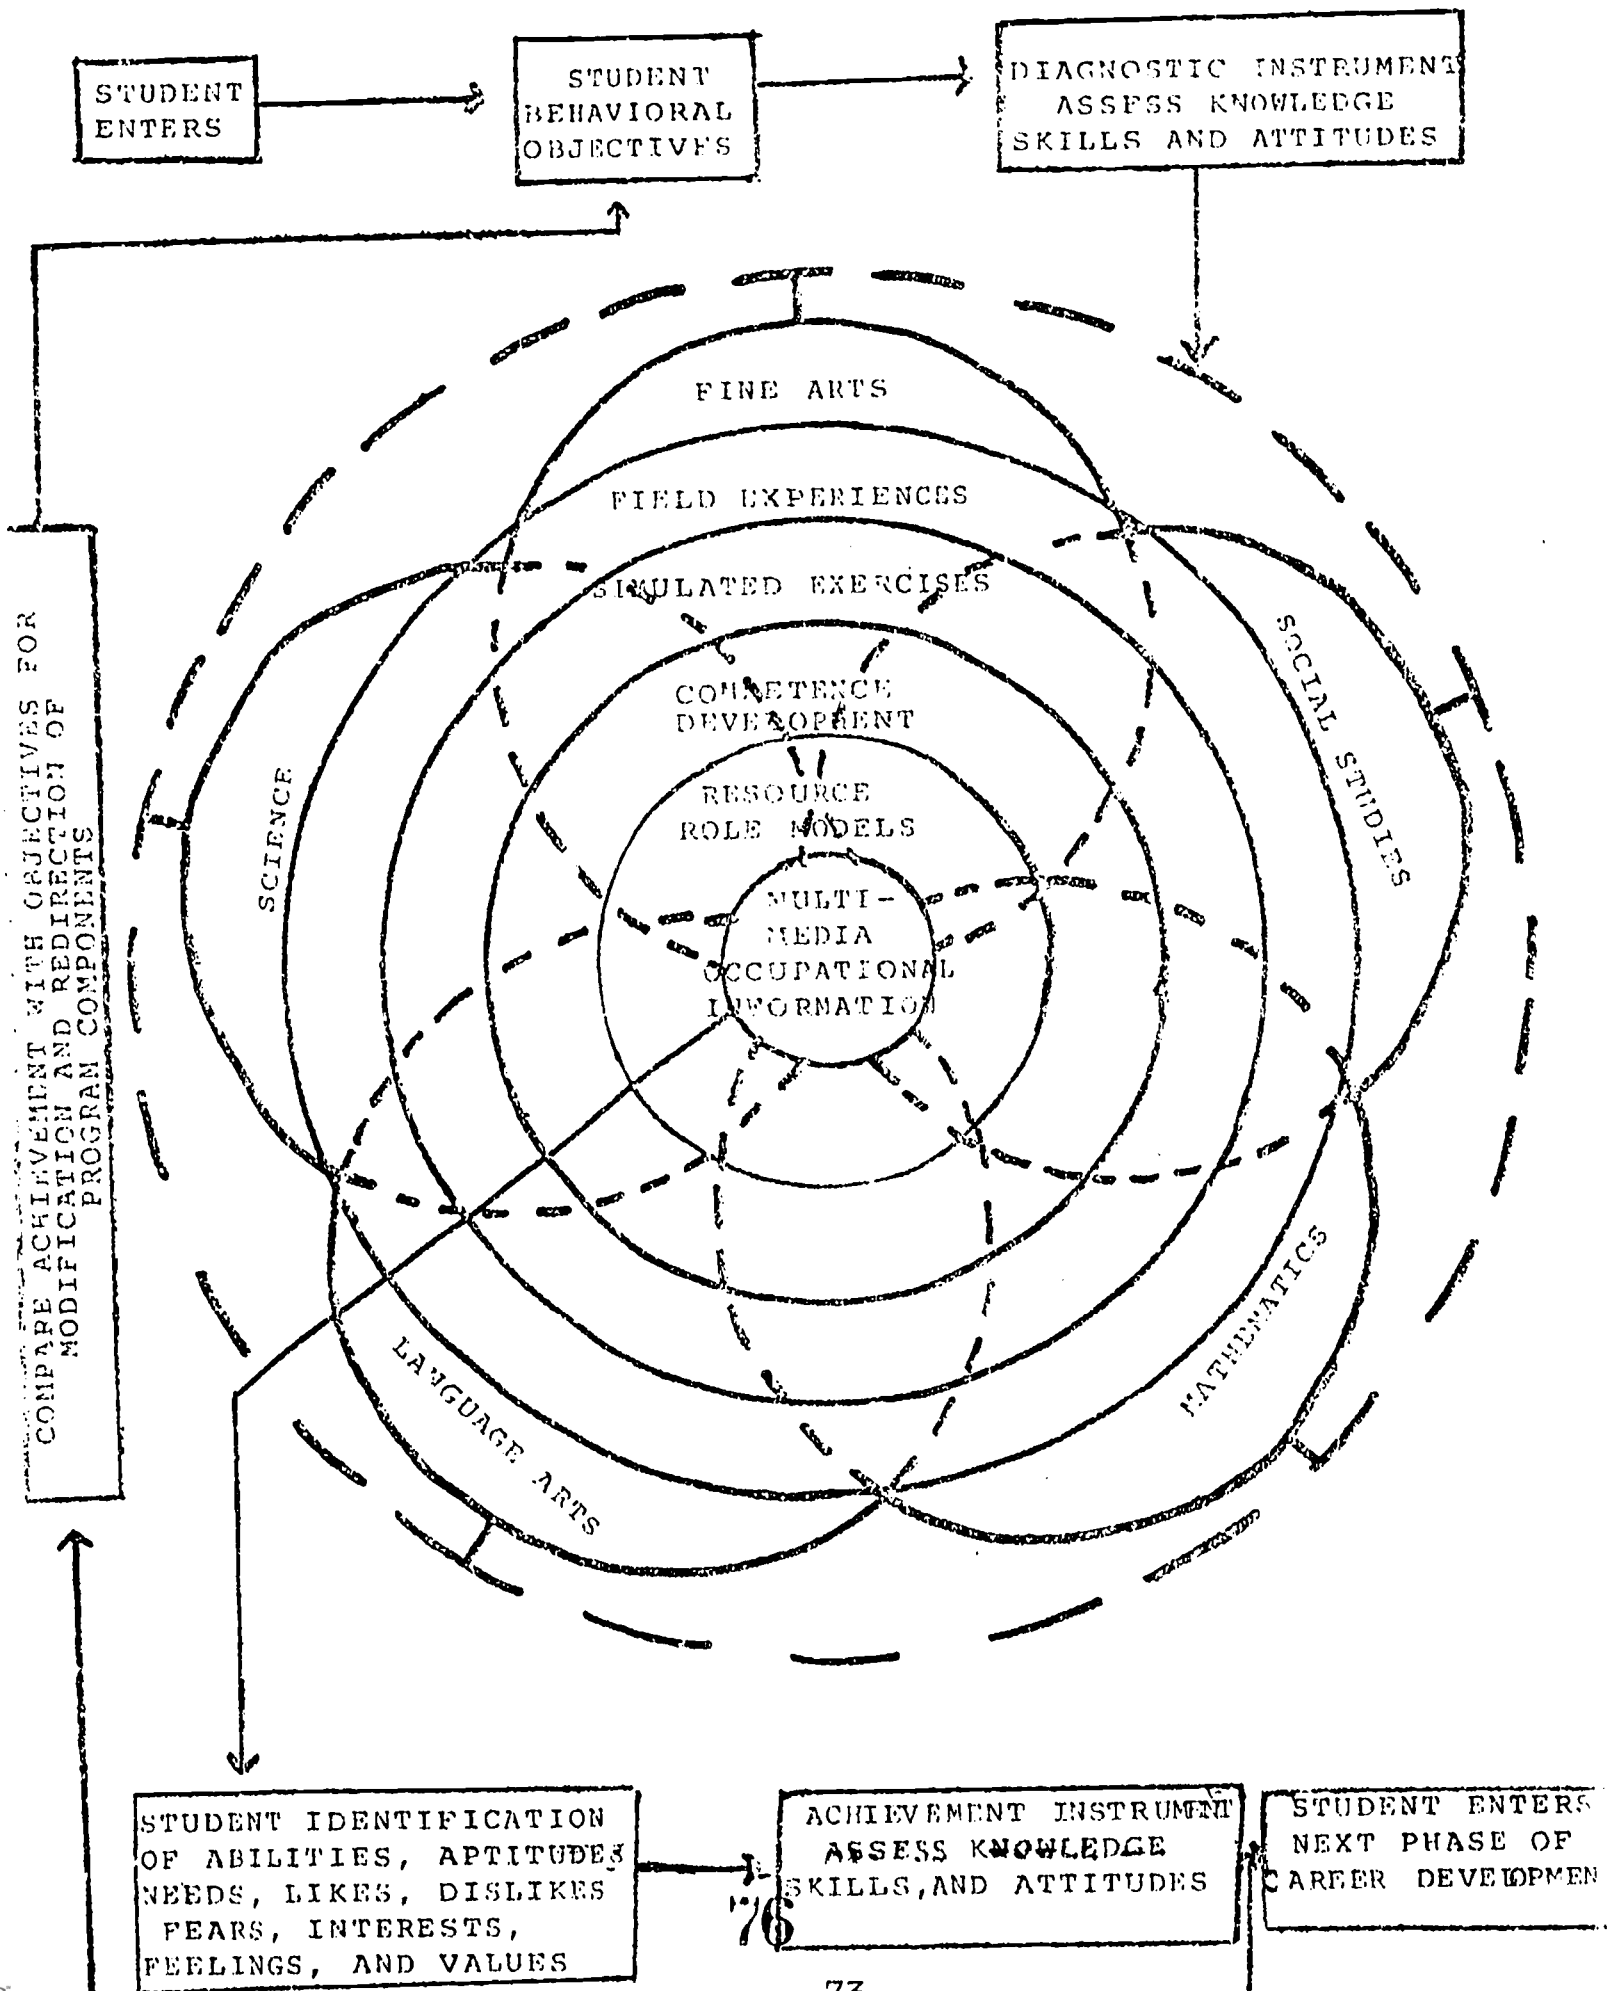 STUDENT
ENTERS
STUDENT
BEHAVIORAL
OBJECTIVES
DIAGNOSTIC INSTRUMENT
ASSESS KNOWLEDGE
SKILLS AND ATTITUDES
FINE ARTS
FIELD EXPERIENCES
SIMULATED EXERCISES
COMPETENCE
DEVELOPMENT
RESOURCE
ROLE MODELS
MULTI-
MEDIA
OCCUPATIONAL
INFORMATION
SCIENCE
SOCIAL STUDIES
LANGUAGE ARTS
MATHEMATICS
COMPARE ACHIEVEMENT WITH OBJECTIVES FOR
MODIFICATION AND REDIRECTION OF
PROGRAM COMPONENTS
STUDENT IDENTIFICATION
OF ABILITIES, APTITUDES
NEEDS, LIKES, DISLIKES
FEARS, INTERESTS,
FEELINGS, AND VALUES
ACHIEVEMENT INSTRUMENT
ASSESS KNOWLEDGE
SKILLS, AND ATTITUDES
STUDENT ENTERS
NEXT PHASE OF
CAREER DEVELOPMEN
76
73